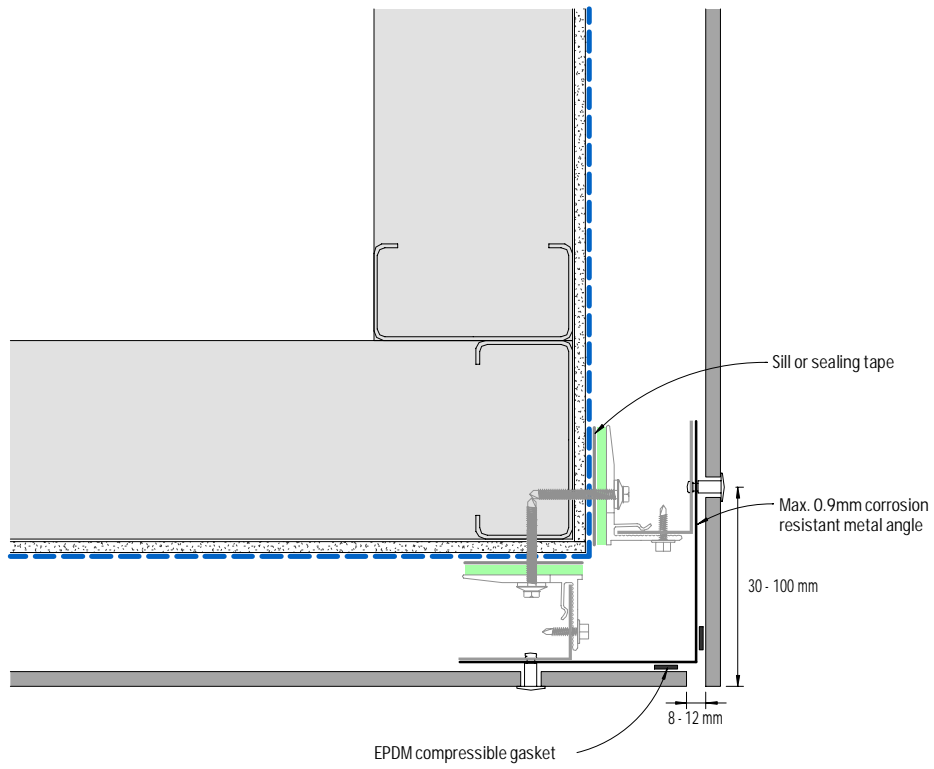 Sill or sealing tape
Max. 0.9mm corrosion
resistant metal angle
30 - 100 mm
8 - 12 mm
EPDM compressible gasket